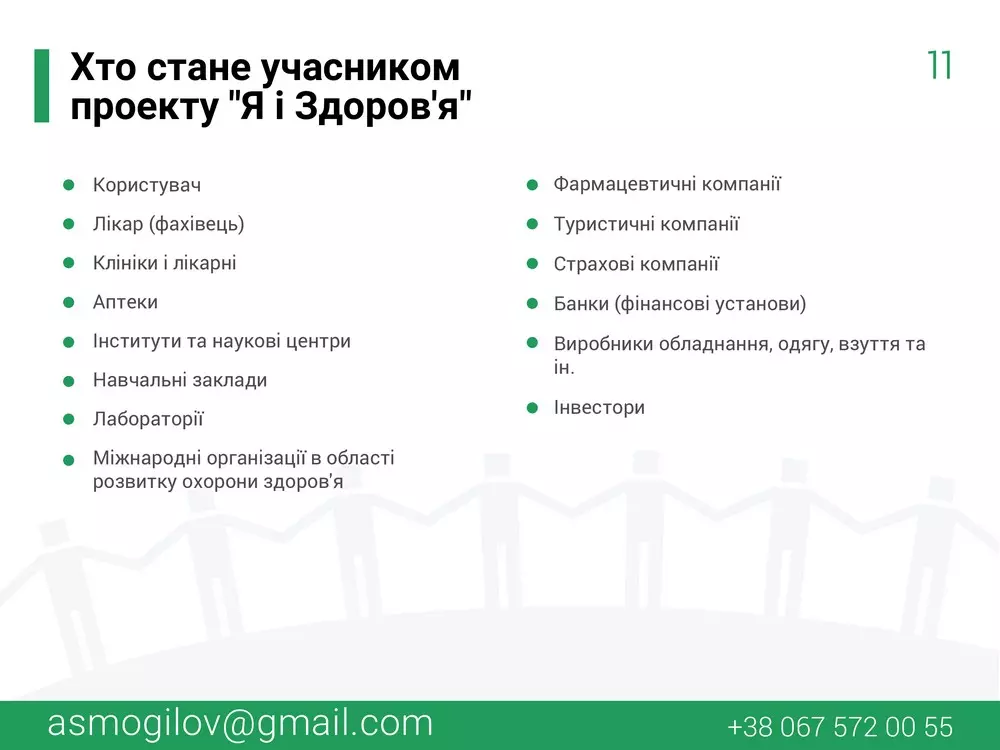 Хто стане учасником
проекту "Я і Здоров'я"
11
Користувач
Лікар (фахівець)
Клініки і лікарні
Аптеки
Інститути та наукові центри
Навчальні заклади
Лабораторії
Міжнародні організації в області
розвитку охорони здоров'я
Фармацевтичні компанії
Туристичні компанії
Страхові компанії
Банки (фінансові установи)
Виробники обладнання, одягу, взуття та
ін.
Інвестори
asmogilov@gmail.com
+38 067 572 00 55